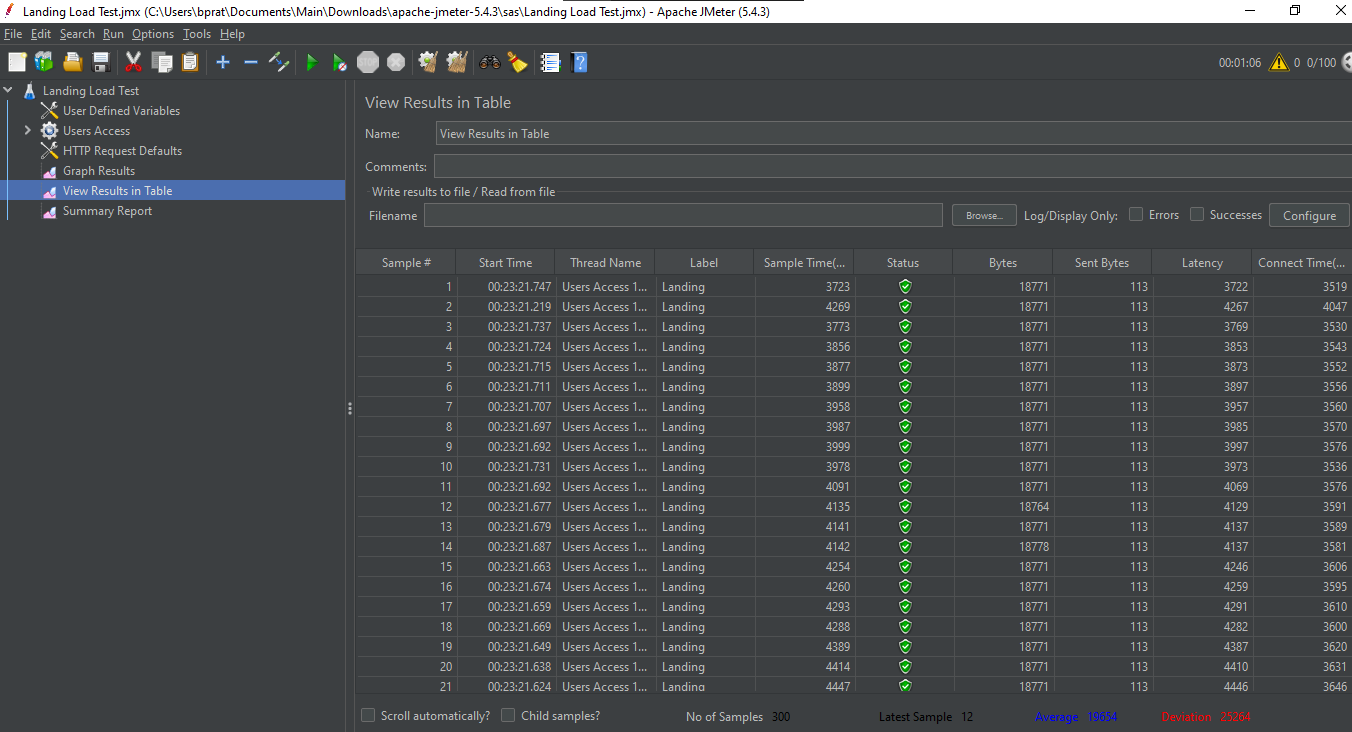 Landing Load Test.jmx (C:\Users\bprat\Documents\Main\Downloads\apache-jmeter-5.4.3\sas\Landing Load Test.jmx) - Apache JMeter (5.4.3)
File Edit Search Run Options Tools Help
STOP 00:01:06 0 0/100
Landing Load Test
User Defined Variables
Users Access
HTTP Request Defaults
Graph Results
View Results in Table
Summary Report
View Results in Table
Name: View Results in Table
Comments:
Write results to file / Read from file
Filename Browse... Log/Display Only: Errors Successes Configure
Sample # Start Time Thread Name Label Sample Time(... Status Bytes Sent Bytes Latency Connect Time(...
1 00:23:21.747 Users Access 1... Landing 3723 18771 113 3722 3519
2 00:23:21.219 Users Access 1... Landing 4269 18771 113 4267 4047
3 00:23:21.737 Users Access 1... Landing 3773 18771 113 3769 3530
4 00:23:21.724 Users Access 1... Landing 3856 18771 113 3853 3543
5 00:23:21.715 Users Access 1... Landing 3877 18771 113 3873 3552
6 00:23:21.711 Users Access 1... Landing 3899 18771 113 3897 3556
7 00:23:21.707 Users Access 1... Landing 3958 18771 113 3957 3560
8 00:23:21.697 Users Access 1... Landing 3987 18771 113 3985 3570
9 00:23:21.692 Users Access 1... Landing 3999 18771 113 3997 3576
10 00:23:21.731 Users Access 1... Landing 3978 18771 113 3973 3536
11 00:23:21.692 Users Access 1... Landing 4091 18771 113 4069 3576
12 00:23:21.677 Users Access 1... Landing 4135 18764 113 4129 3591
13 00:23:21.679 Users Access 1... Landing 4141 18771 113 4137 3589
14 00:23:21.687 Users Access 1... Landing 4142 18778 113 4137 3581
15 00:23:21.663 Users Access 1... Landing 4254 18771 113 4246 3606
16 00:23:21.674 Users Access 1... Landing 4260 18771 113 4259 3595
17 00:23:21.659 Users Access 1... Landing 4293 18771 113 4291 3610
18 00:23:21.669 Users Access 1... Landing 4288 18771 113 4282 3600
19 00:23:21.649 Users Access 1... Landing 4389 18771 113 4387 3620
20 00:23:21.638 Users Access 1... Landing 4414 18771 113 4410 3631
21 00:23:21.624 Users Access 1... Landing 4447 18771 113 4446 3646
Scroll automatically? Child samples? No of Samples 300 Latest Sample 12 Average 19654 Deviation 25264